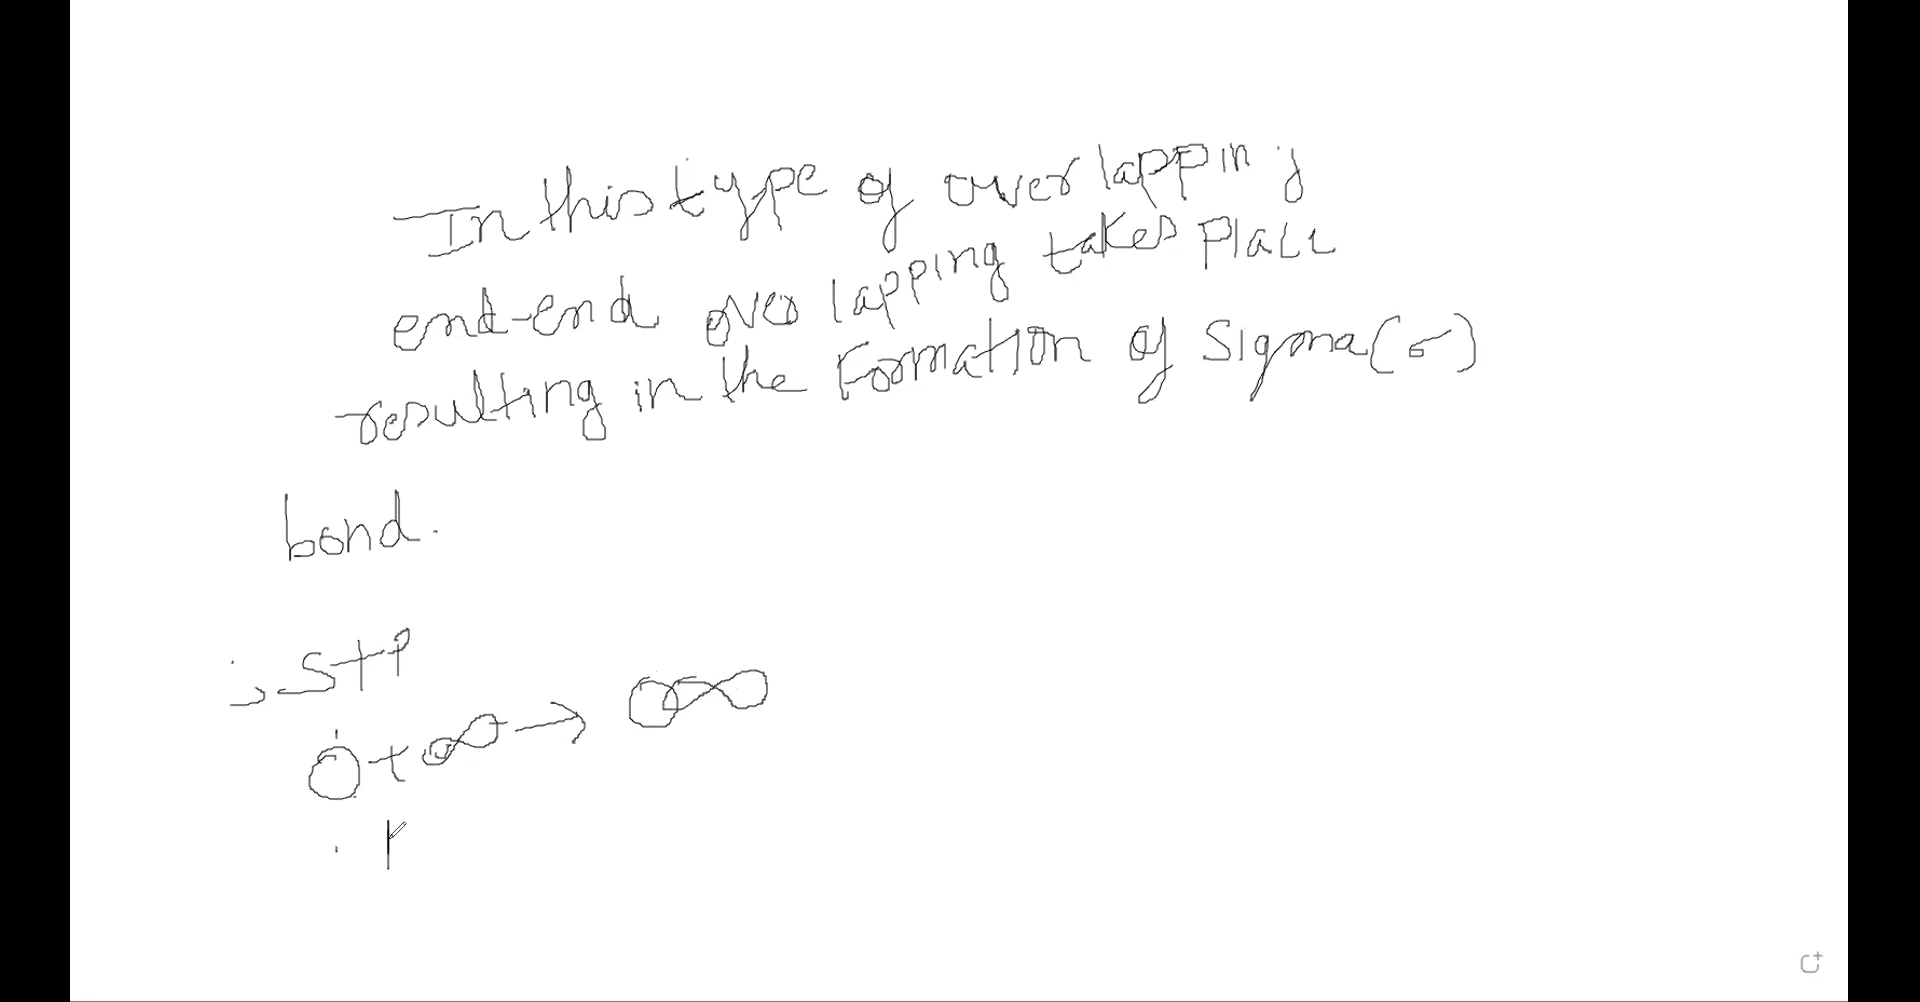 In this type of overlapping
end-end overlapping takes place
resulting in the Formation of Sigma (σ)
bond.
S+P
+ →